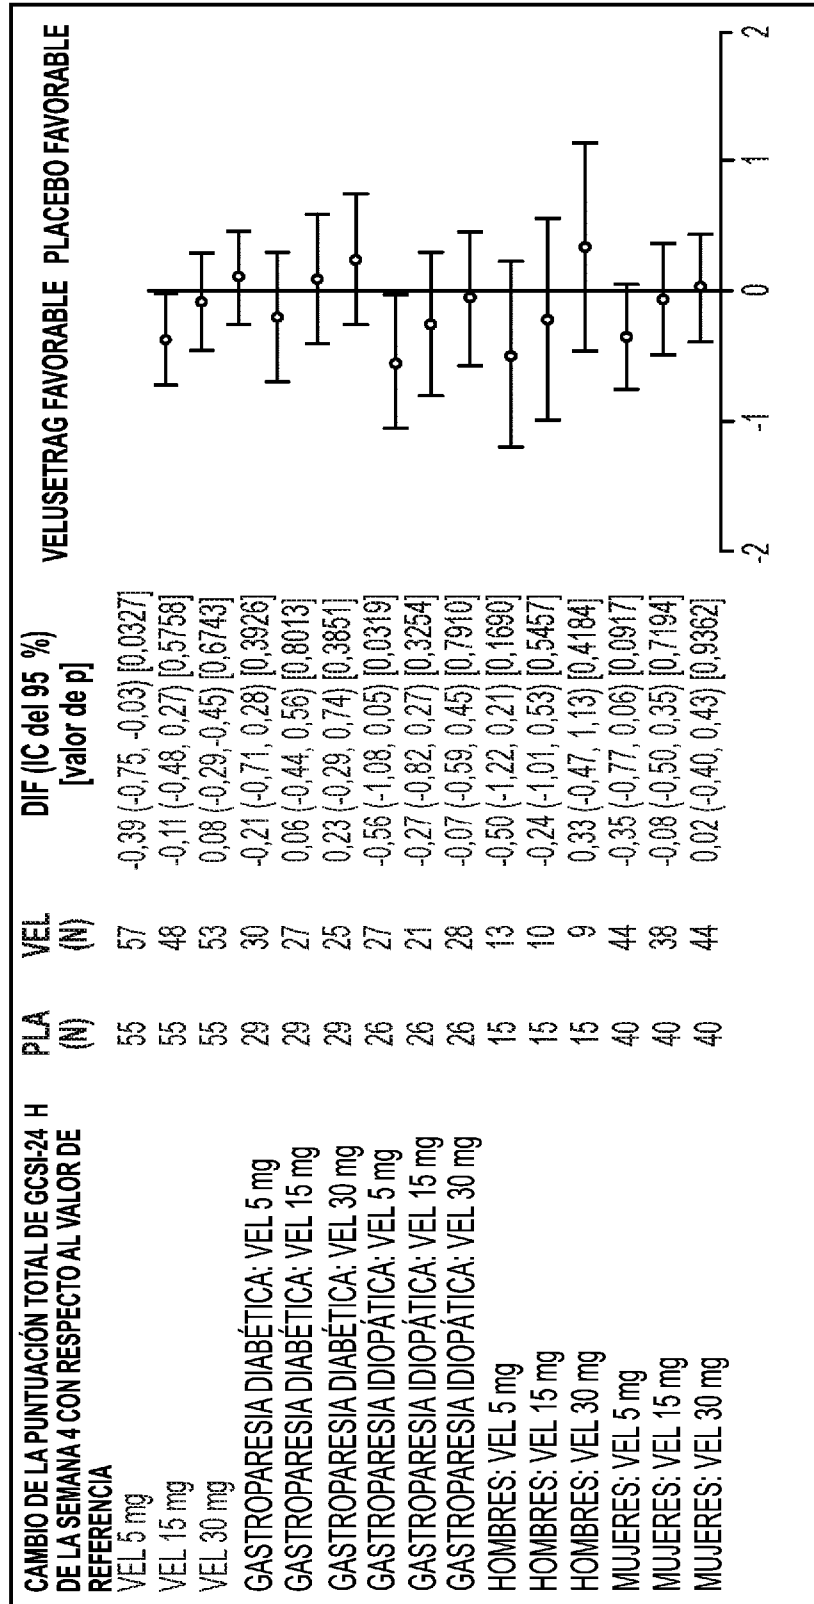 CAMBIO DE LA PUNTUACIÓN TOTAL DE GCSI-24 H
DE LA SEMANA 4 CON RESPECTO AL VALOR DE
REFERENCIA
PLA (N) VEL (N) DIF (IC del 95 %) [valor de p]
VELUSETRAG FAVORABLE PLACEBO FAVORABLE
VEL 5 mg 55 57 -0,39 (-0,75, -0,03) [0,0327]
VEL 15 mg 55 48 -0,11 (-0,48, 0,27) [0,5758]
VEL 30 mg 55 53 0,08 (-0,29,-0,45) [0,6743]
GASTROPARESIA DIABÉTICA: VEL 5 mg 29 30 -0,21 (-0,71, 0,28) [0,3926]
GASTROPARESIA DIABÉTICA: VEL 15 mg 29 27 0,06 (-0,44, 0,56) [0,8013]
GASTROPARESIA DIABÉTICA: VEL 30 mg 29 25 0,23 (-0,29, 0,74) [0,3851]
GASTROPARESIA IDIOPÁTICA: VEL 5 mg 26 27 -0,56 (-1,08, 0,05) [0,0319]
GASTROPARESIA IDIOPÁTICA: VEL 15 mg 26 21 -0,27 (-0,82, 0,27) [0,3254]
GASTROPARESIA IDIOPÁTICA: VEL 30 mg 26 28 -0,07 (-0,59, 0,45) [0,7910]
HOMBRES: VEL 5 mg 15 13 -0,50 (-1,22, 0,21) [0,1690]
HOMBRES: VEL 15 mg 15 10 -0,24 (-1,01, 0,53) [0,5457]
HOMBRES: VEL 30 mg 15 9 0,33 (-0,47, 1,13) [0,4184]
MUJERES: VEL 5 mg 40 44 -0,35 (-0,77, 0,06) [0,0917]
MUJERES: VEL 15 mg 40 38 -0,08 (-0,50, 0,35) [0,7194]
MUJERES: VEL 30 mg 40 44 0,02 (-0,40, 0,43) [0,9362]
-2 -1 0 1 2